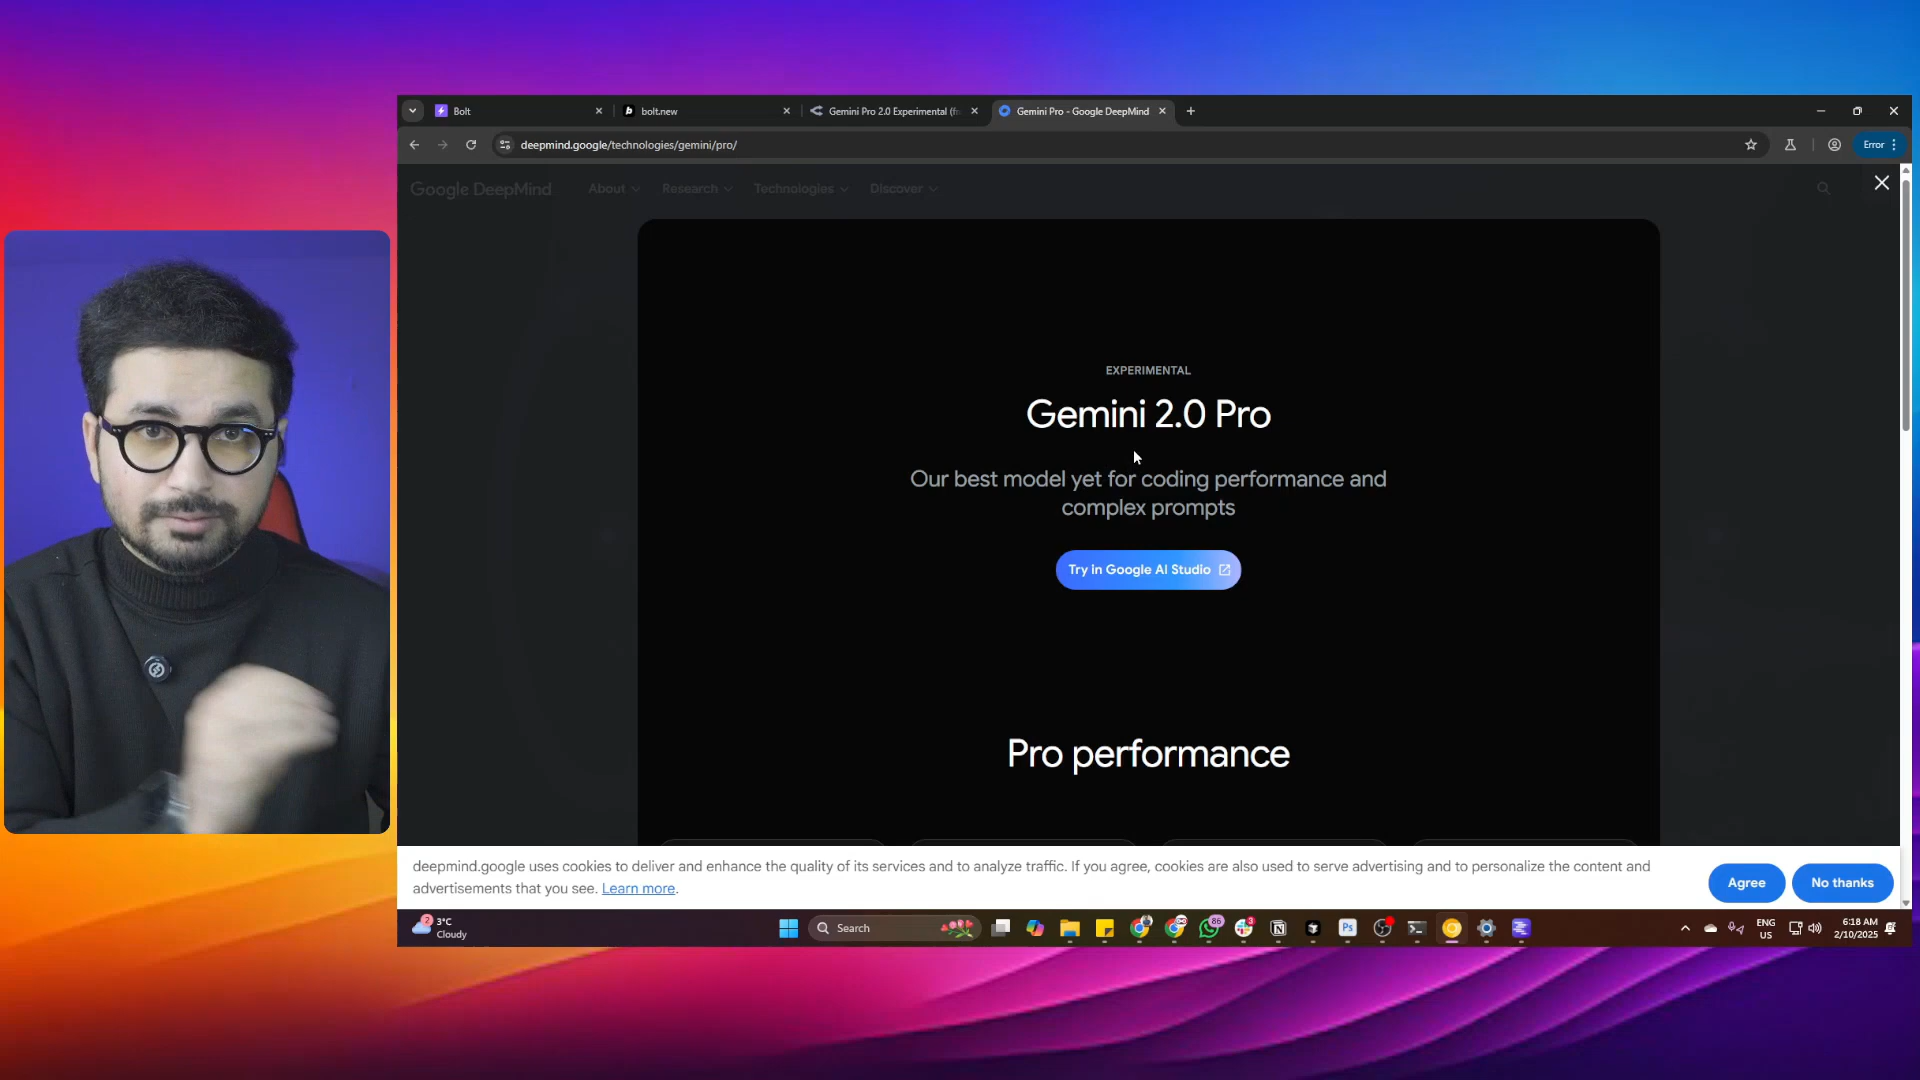 Bolt
bolt.new
Gemini Pro 2.0 Experimental (fr
Gemini Pro - Google DeepMind
deepmind.google/technologies/gemini/pro/
Error
Google DeepMind
About
Research
Technologies
Discover
EXPERIMENTAL
Gemini 2.0 Pro
Our best model yet for coding performance and
complex prompts
Try in Google AI Studio
Pro performance
deepmind.google uses cookies to deliver and enhance the quality of its services and to analyze traffic. If you agree, cookies are also used to serve advertising and to personalize the content and
advertisements that you see. Learn more.
Agree
No thanks
2
3°C
Cloudy
Search
86
3
Ps
ENG
US
6:18 AM
2/10/2025